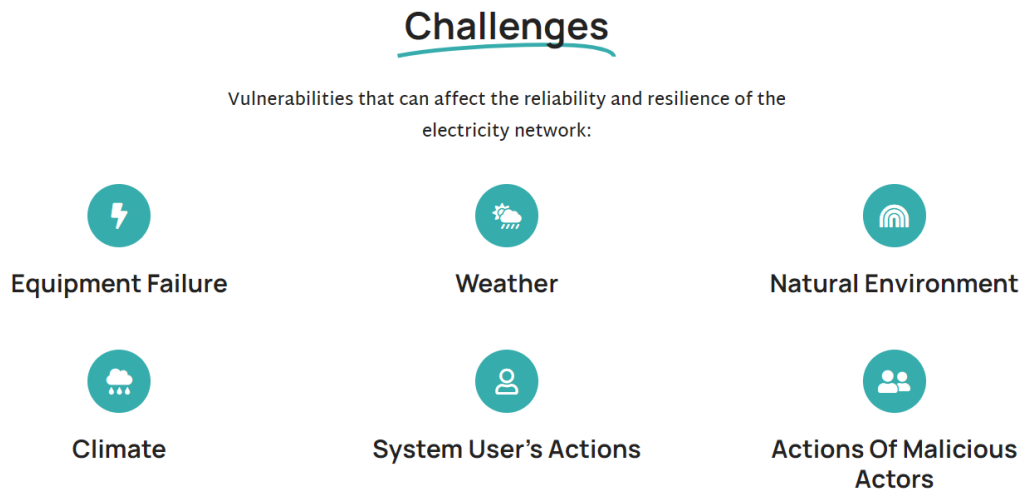 Challenges
Vulnerabilities that can affect the reliability and resilience of the
electricity network:
Equipment Failure
Weather
Natural Environment
Climate
System User's Actions
Actions Of Malicious
Actors